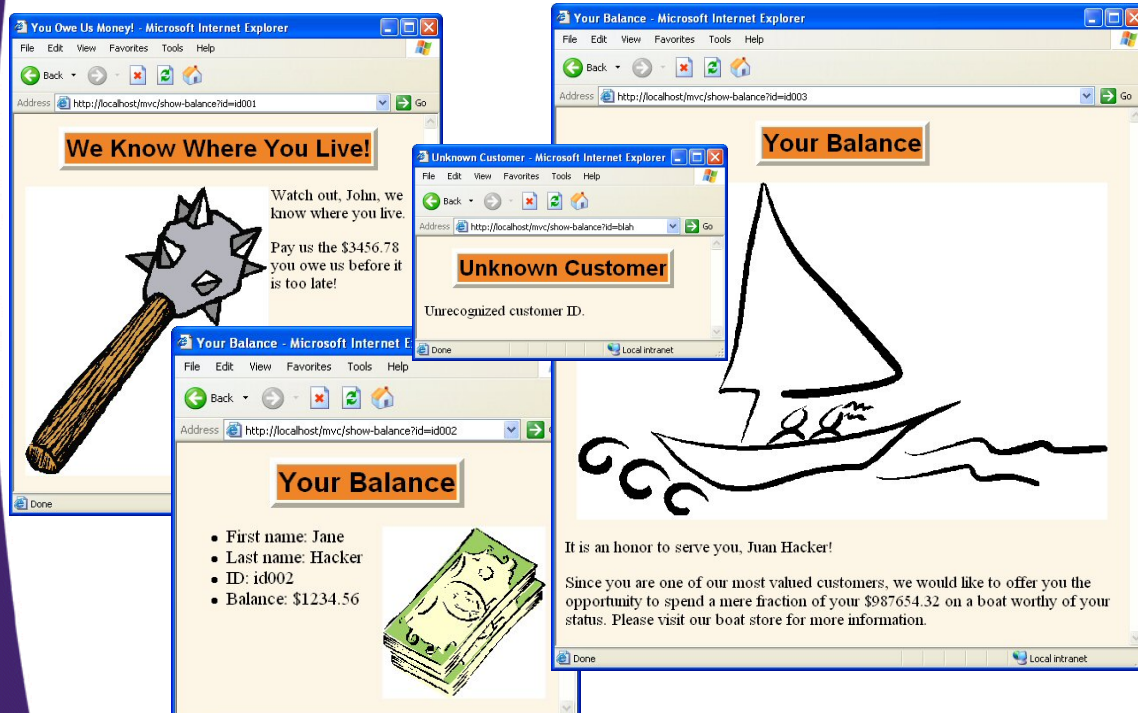 You Owe Us Money! - Microsoft Internet Explorer
File Edit View Favorites Tools Help
Back
Address http://localhost/mvc/show-balance?id=id001 Go
We Know Where You Live!
Watch out, John, we
know where you live.
Pay us the $3456.78
you owe us before it
is too late!
Done
Your Balance - Microsoft Internet
File Edit View Favorites Tools Help
Back
Address http://localhost/mvc/show-balance?id=id002
Your Balance
First name: Jane
Last name: Hacker
ID: id002
Balance: $1234.56
Unknown Customer - Microsoft Internet Explorer
File Edit View Favorites Tools Help
Back
Address http://localhost/mvc/show-balance?id=blah Go
Unknown Customer
Unrecognized customer ID.
Done Local intranet
Your Balance - Microsoft Internet Explorer
File Edit View Favorites Tools Help
Back
Address http://localhost/mvc/show-balance?id=id003 Go
Your Balance
It is an honor to serve you, Juan Hacker!
Since you are one of our most valued customers, we would like to offer you the
opportunity to spend a mere fraction of your $987654.32 on a boat worthy of your
status. Please visit our boat store for more information.
Done Local intranet